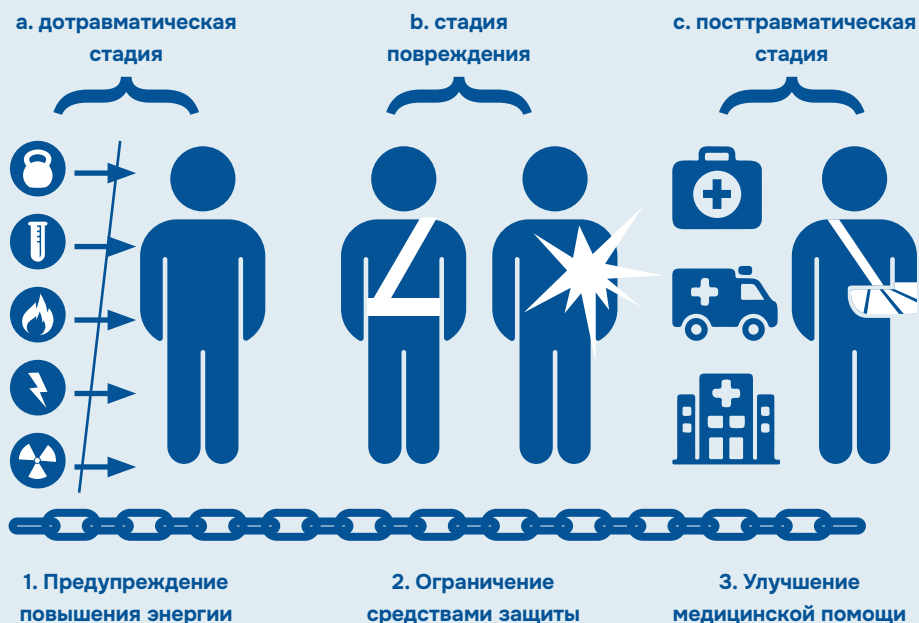 a. дотравматическая
стадия
b. стадия
повреждения
c. посттравматическая
стадия
1. Предупреждение
повышения энергии
2. Ограничение
средствами защиты
3. Улучшение
медицинской помощи